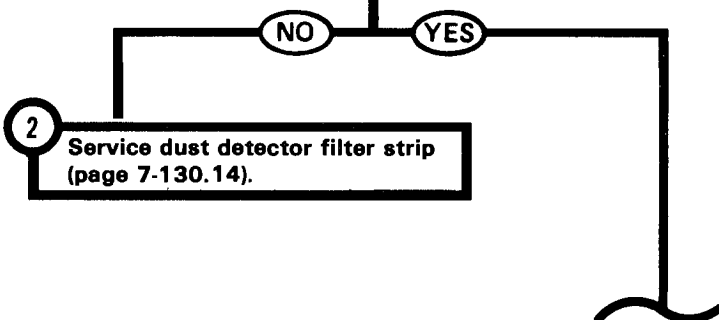 NO YES
2
Service dust detector filter strip
(page 7-130.14).